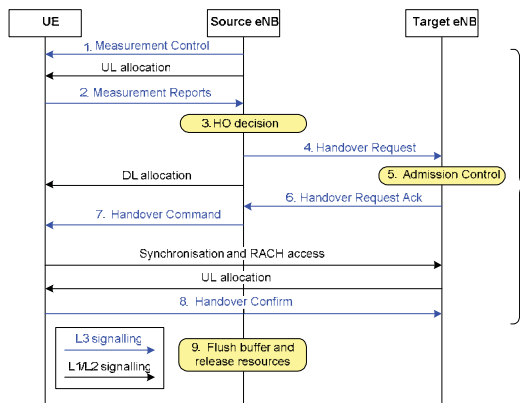 UE
Source eNB
Target eNB
1. Measurement Control
UL allocation
2. Measurement Reports
3. HO decision
4. Handover Request
DL allocation
5. Admission Control
6. Handover Request Ack
7. Handover Command
Synchronisation and RACH access
UL allocation
8. Handover Confirm
L3 signalling
L1/L2 signalling
9. Flush buffer and
release resources